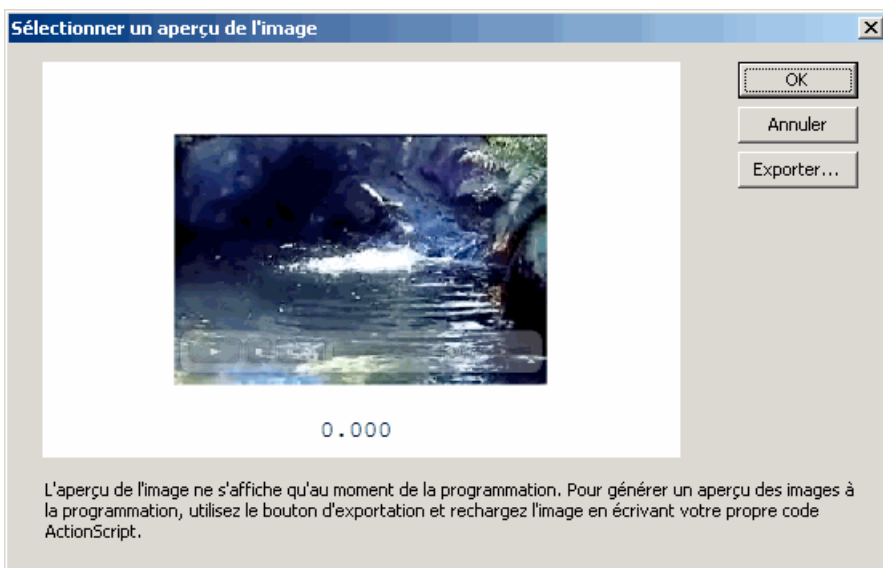 Sélectionner un aperçu de l'image
OK
Annuler
Exporter...
0.000
L'aperçu de l'image ne s'affiche qu'au moment de la programmation. Pour générer un aperçu des images à
la programmation, utilisez le bouton d'exportation et rechargez l'image en écrivant votre propre code
ActionScript.